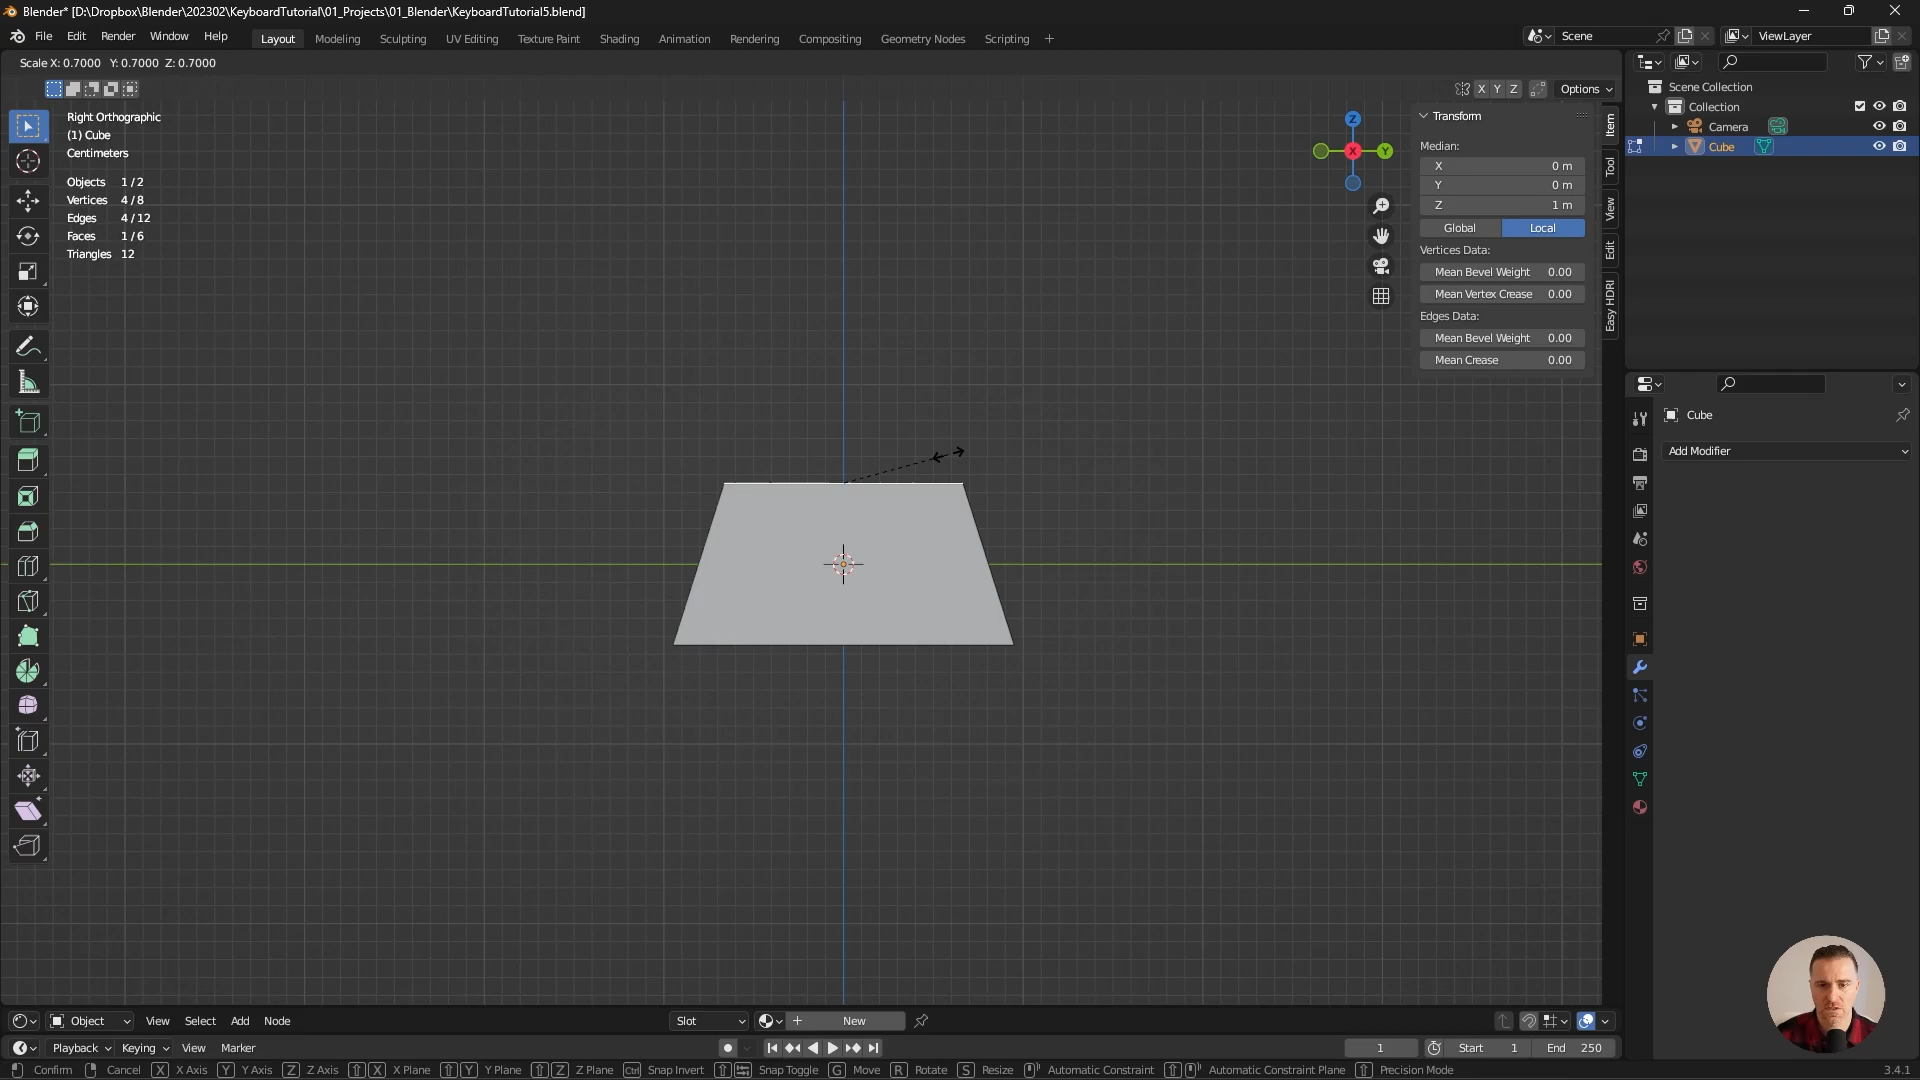 Blender* [D:\Dropbox\Blender\202302\KeyboardTutorial\01_Projects\01_Blender\KeyboardTutorial5.blend]
File Edit Render Window Help Layout Modeling Sculpting UV Editing Texture Paint Shading Animation Rendering Compositing Geometry Nodes Scripting + Scene ViewLayer
Scale X: 0.7000 Y: 0.7000 Z: 0.7000
X Y Z Options
Right Orthographic
(1) Cube
Centimeters
Objects 1 / 2
Vertices 4 / 8
Edges 4 / 12
Faces 1 / 6
Triangles 12
Z
X
Y
Transform
Median:
X 0 m
Y 0 m
Z 1 m
Global Local
Vertices Data:
Mean Bevel Weight 0.00
Mean Vertex Crease 0.00
Edges Data:
Mean Bevel Weight 0.00
Mean Crease 0.00
Item
Tool
View
Edit
Easy HDRI
Scene Collection
Collection
Camera
Cube
Cube
Add Modifier
Object View Select Add Node Slot New
Playback Keying View Marker 1 Start 1 End 250
Confirm Cancel X X Axis Y Y Axis Z Z Axis X X Plane Y Y Plane Z Z Plane Ctrl Snap Invert Snap Toggle G Move R Rotate S Resize Automatic Constraint Automatic Constraint Plane Precision Mode 3.4.1